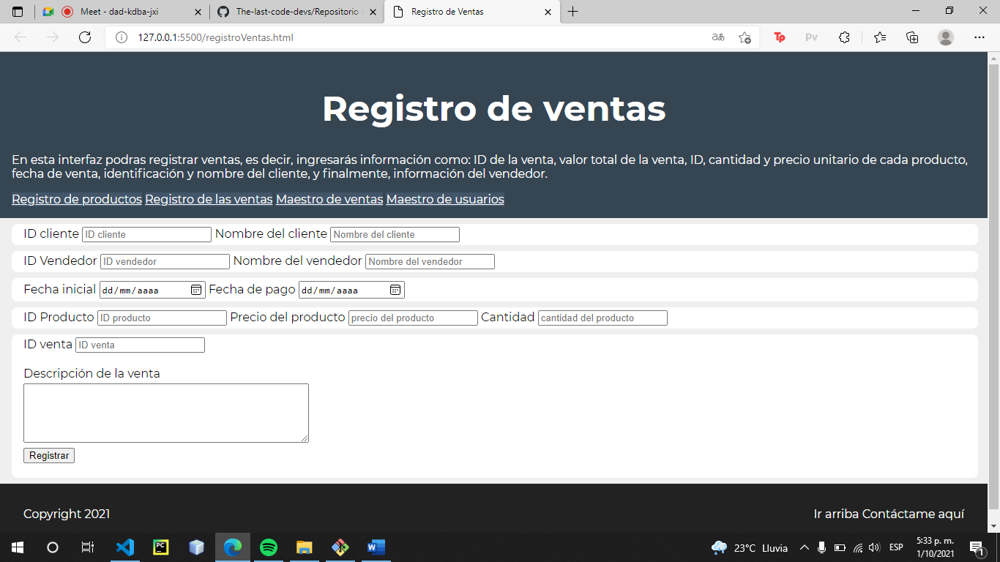 Meet - dad-kdba-jxi
The-last-code-devs/Repositorio
Registro de Ventas
127.0.0.1:5500/registroVentas.html
aあ
Tp
Pv
Registro de ventas
En esta interfaz podras registrar ventas, es decir, ingresarás información como: ID de la venta, valor total de la venta, ID, cantidad y precio unitario de cada producto,
fecha de venta, identificación y nombre del cliente, y finalmente, información del vendedor.
Registro de productos Registro de las ventas Maestro de ventas Maestro de usuarios
ID cliente ID cliente Nombre del cliente Nombre del cliente
ID Vendedor ID vendedor Nombre del vendedor Nombre del vendedor
Fecha inicial dd/mm/aaaa Fecha de pago dd/mm/aaaa
ID Producto ID producto Precio del producto precio del producto Cantidad cantidad del producto
ID venta ID venta
Descripción de la venta
Registrar
Copyright 2021
Ir arriba Contáctame aquí
PC
W
23°C Lluvia
ESP
5:33 p. m.
1/10/2021
1